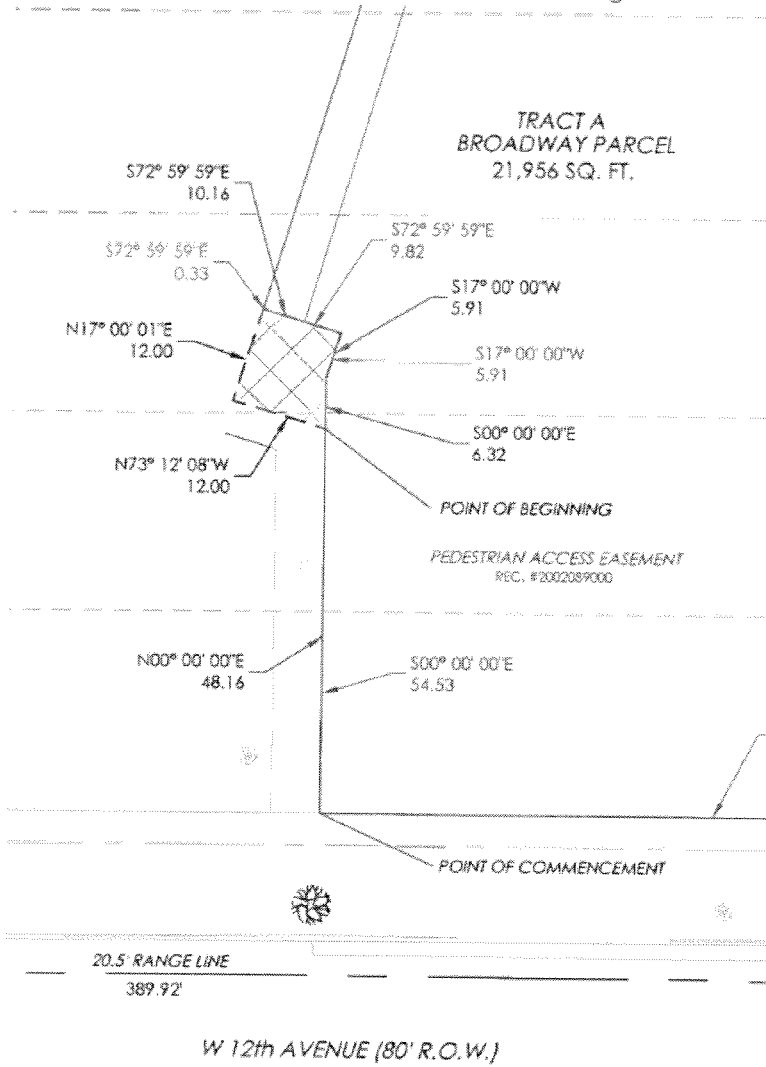 TRACT A
BROADWAY PARCEL
21,956 SQ. FT.
S72° 59' 59"E
10.16
S72° 59' 59"E
9.82
S72° 59' 59"E
0.33
S17° 00' 00"W
5.91
N17° 00' 01"E
12.00
S17° 00' 00"W
5.91
S00° 00' 00"E
6.32
N73° 12' 08"W
12.00
POINT OF BEGINNING
PEDESTRIAN ACCESS EASEMENT
REC. #2002089000
N00° 00' 00"E
48.16
S00° 00' 00"E
54.53
POINT OF COMMENCEMENT
20.5' RANGE LINE
389.92'
W 12th AVENUE (80' R.O.W.)